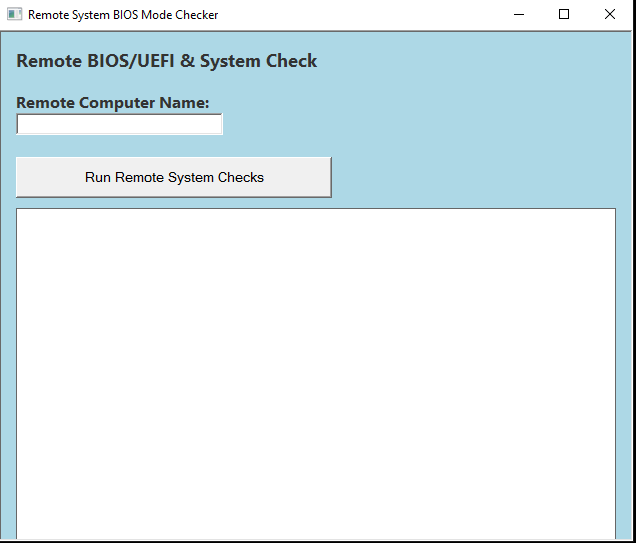 Remote System BIOS Mode Checker
Remote BIOS/UEFI & System Check
Remote Computer Name:
Run Remote System Checks